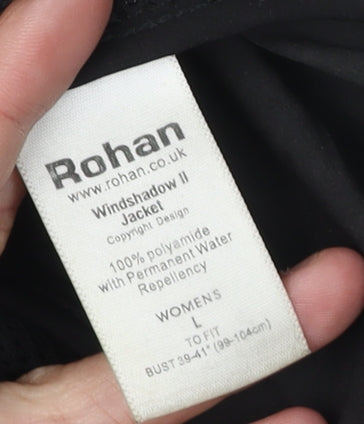 Rohan
www.rohan.co.uk
Windshadow II
Jacket
Copyright Design
100% polyamide
with Permanent Water
Repellency
WOMENS
L
TO FIT
BUST 39-41" (99-104cm)